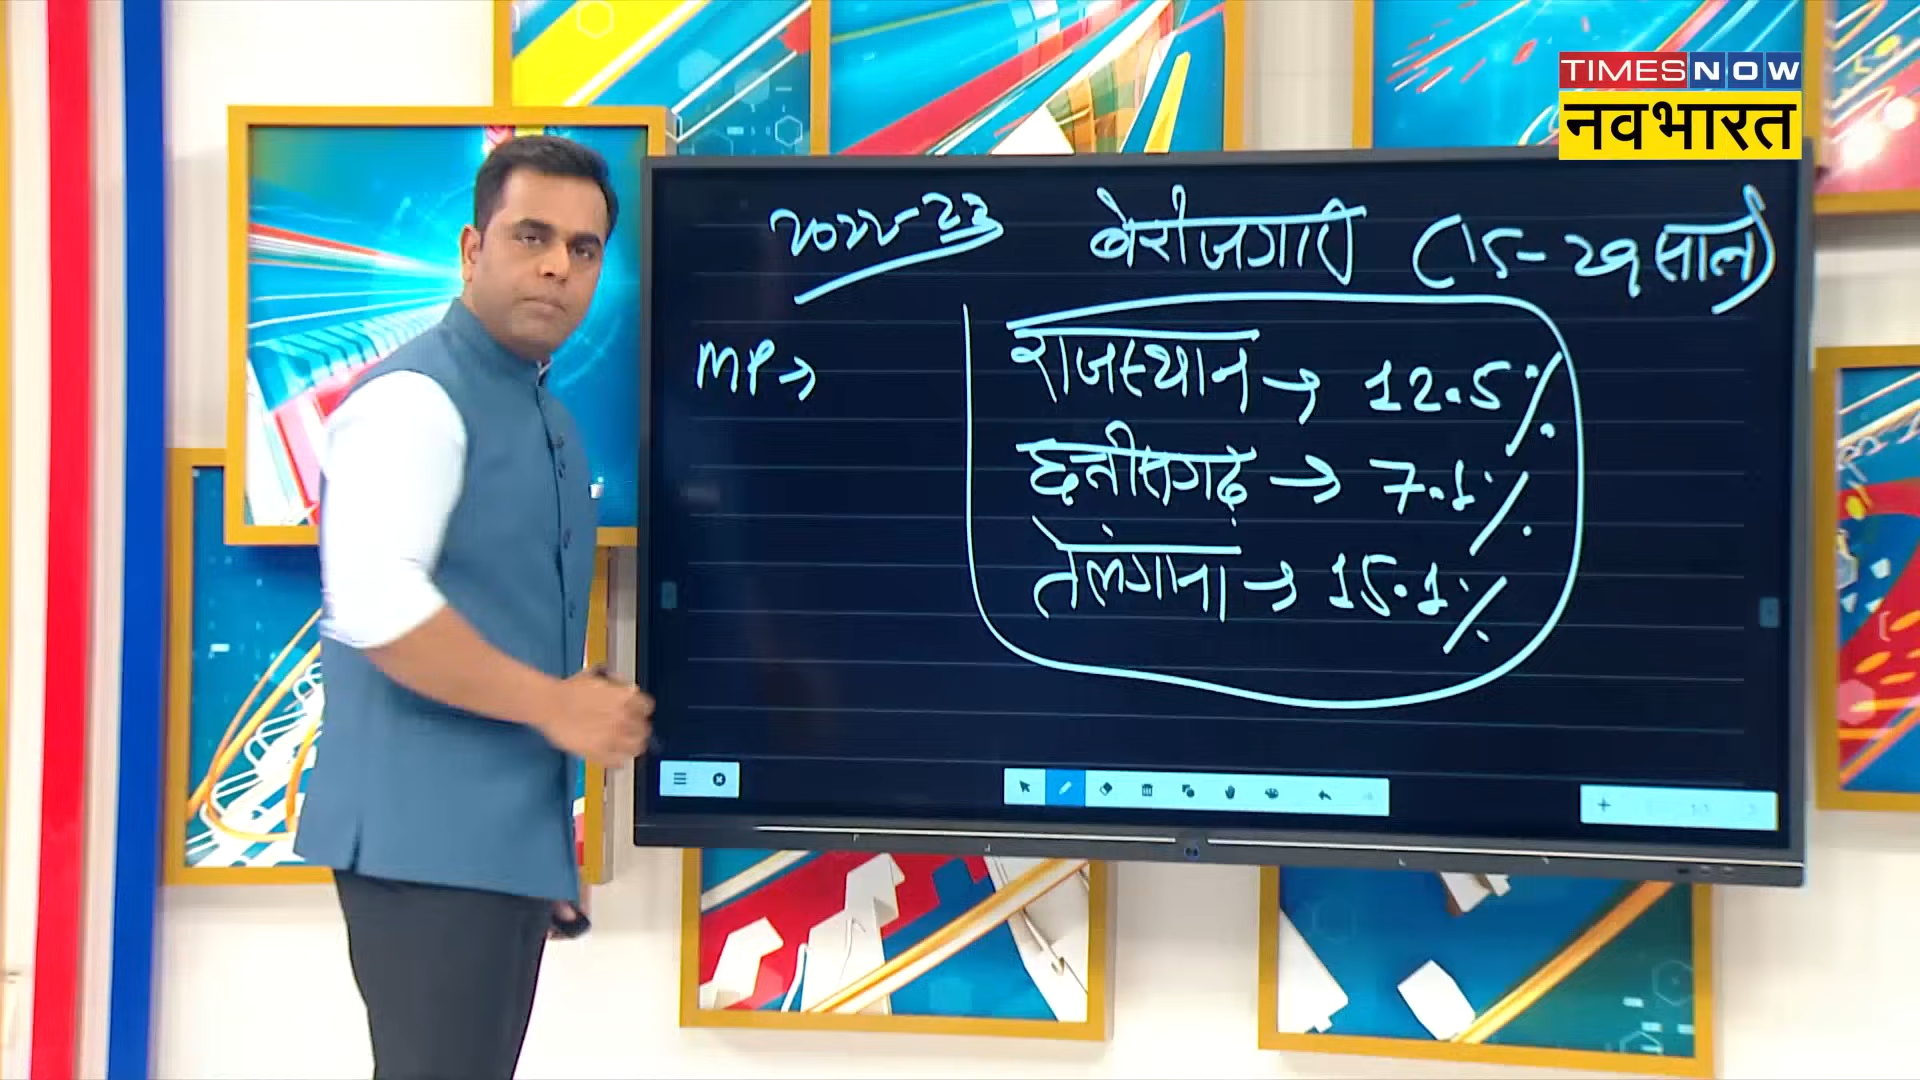 TIMES NOW
नवभारत
2022-23 बेरोजगारी (15-29 साल)
MP →
राजस्थान → 12.5%
छत्तीसगढ़ → 7.1%
तेलंगाना → 15.1%